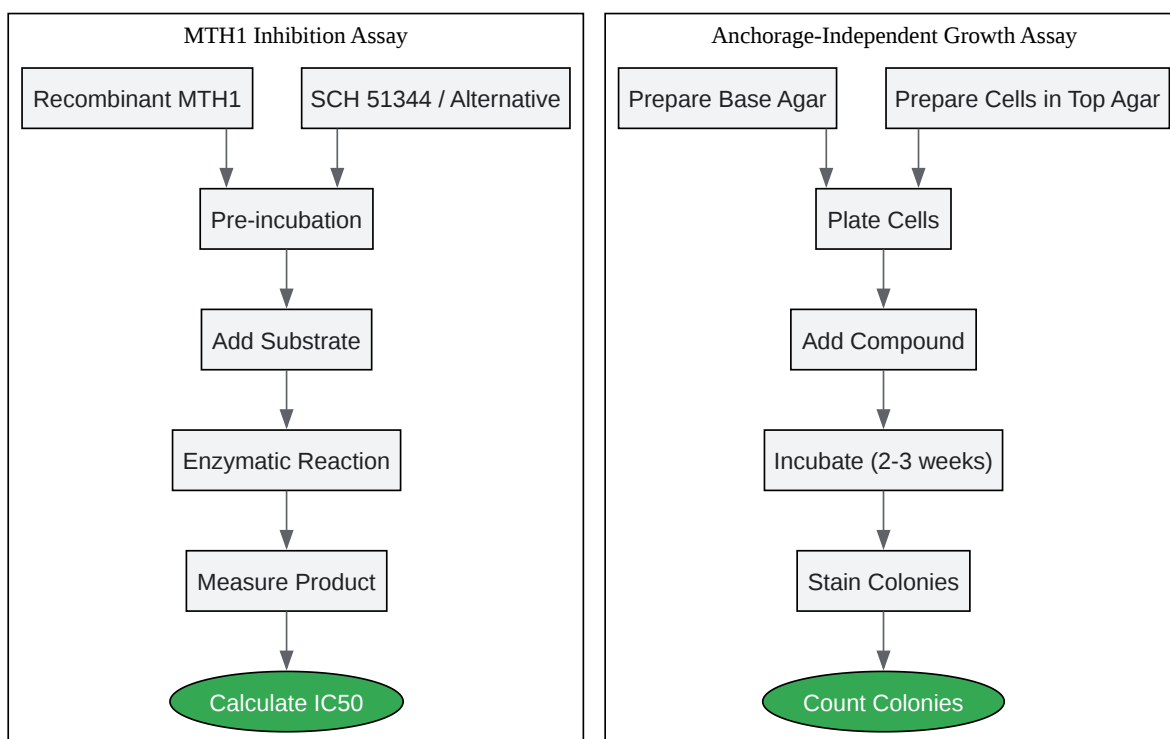 MTH1 Inhibition Assay
Recombinant MTH1
SCH 51344 / Alternative
Pre-incubation
Add Substrate
Enzymatic Reaction
Measure Product
Calculate IC50
Anchorage-Independent Growth Assay
Prepare Base Agar
Prepare Cells in Top Agar
Plate Cells
Add Compound
Incubate (2-3 weeks)
Stain Colonies
Count Colonies